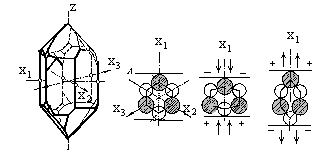 Z
X₁ X₃
X₂
X₁
A
X₃ X₂
X₁
- -
+ +
X₁
+ +
- -